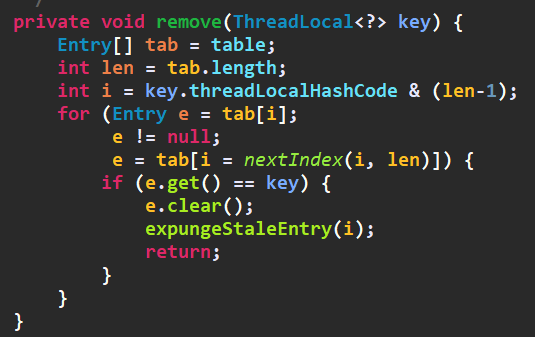 private void remove(ThreadLocal<?> key) {
    Entry[] tab = table;
    int len = tab.length;
    int i = key.threadLocalHashCode & (len-1);
    for (Entry e = tab[i];
         e != null;
         e = tab[i = nextIndex(i, len)]) {
        if (e.get() == key) {
            e.clear();
            expungeStaleEntry(i);
            return;
        }
    }
}